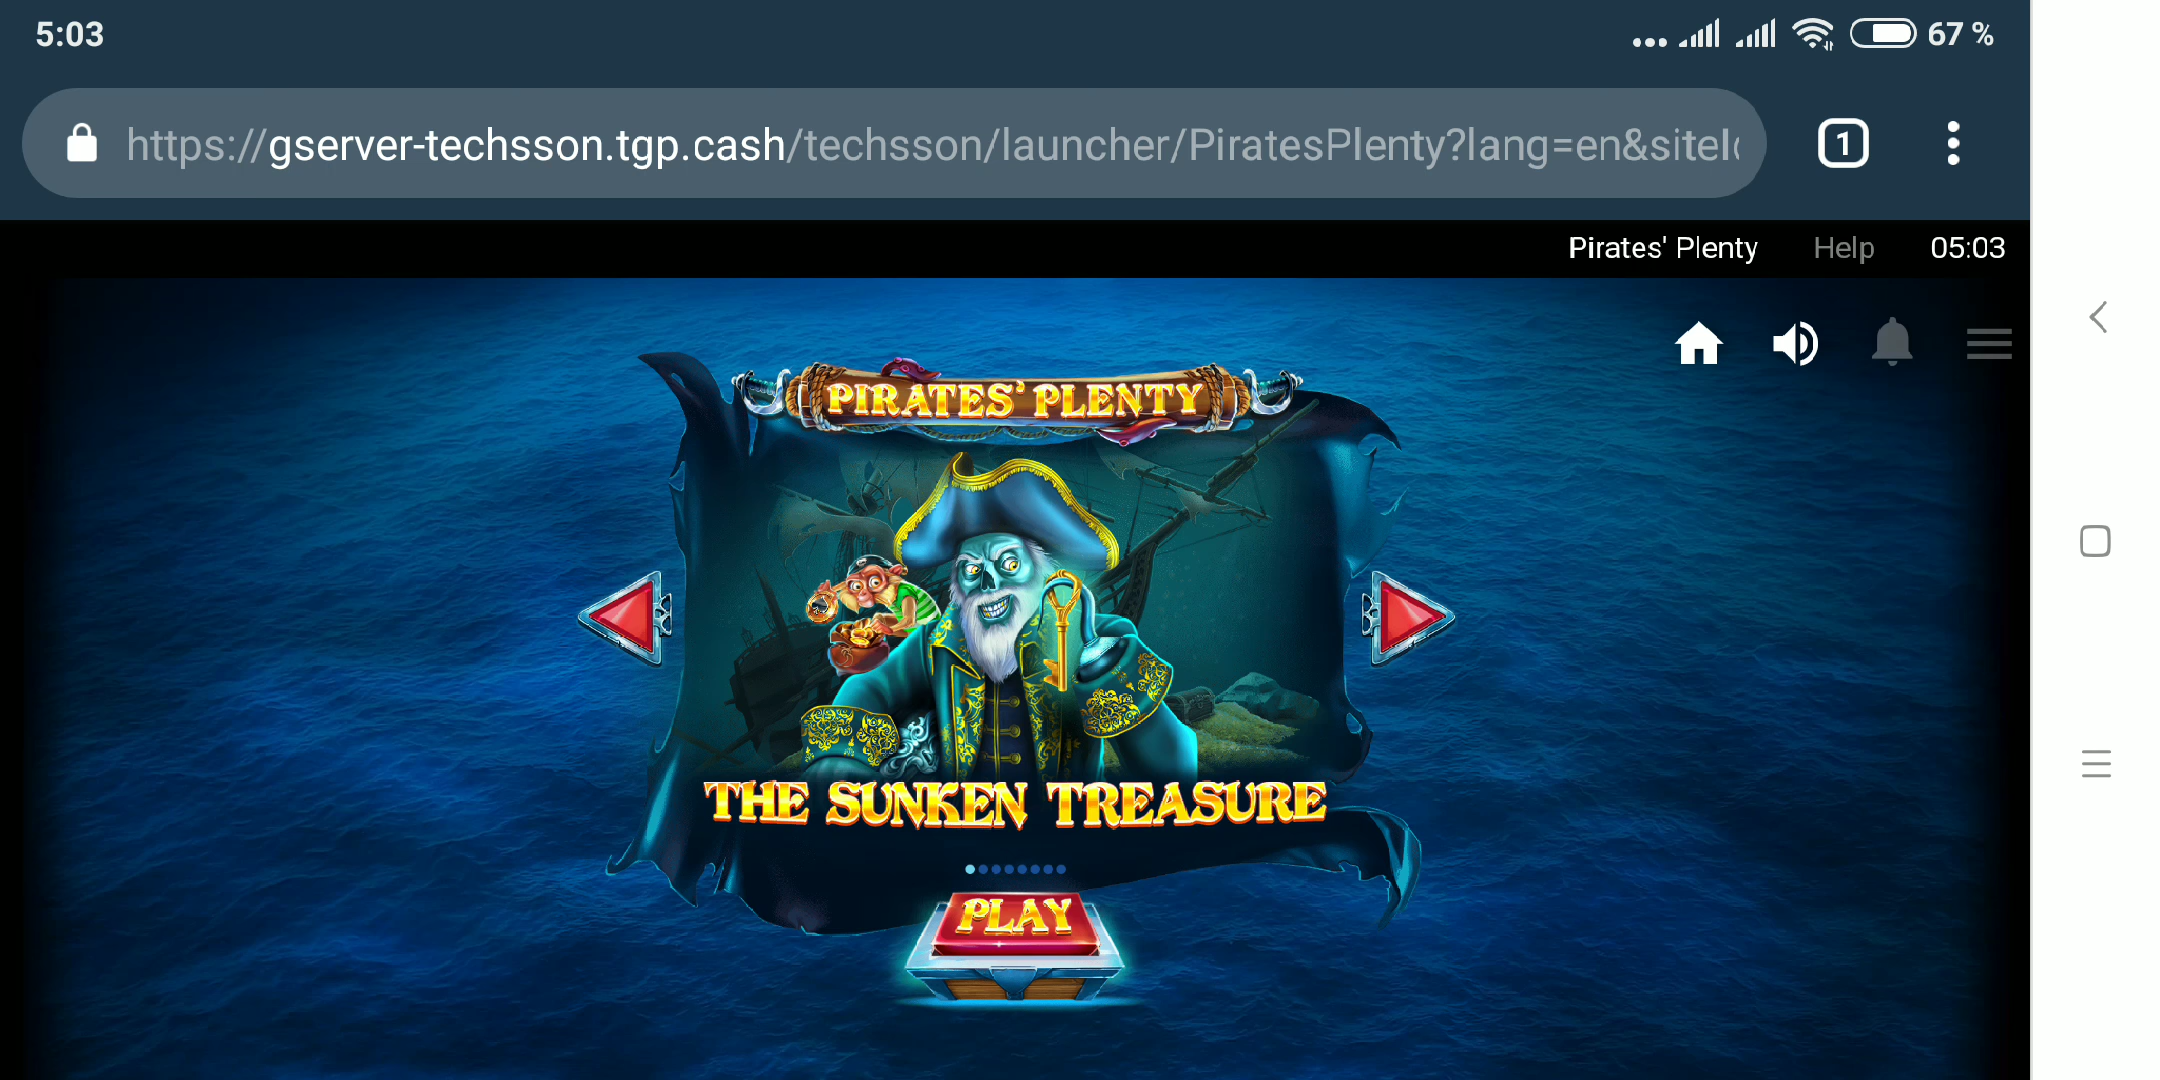 5:03
67 %
https://gserver-techsson.tgp.cash/techsson/launcher/PiratesPlenty?lang=en&siteI
1
Pirates' Plenty Help 05:03
PIRATES' PLENTY
THE SUNKEN TREASURE
PLAY